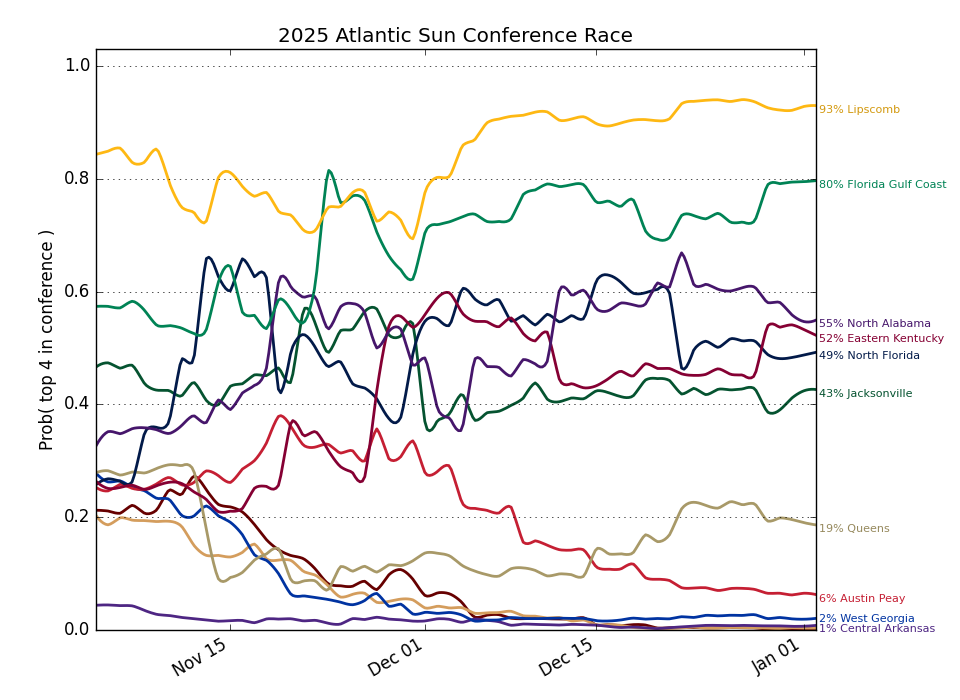 2025 Atlantic Sun Conference Race
Prob( top 4 in conference )
1.0
0.8
0.6
0.4
0.2
0.0
Nov 15
Dec 01
Dec 15
Jan 01
93% Lipscomb
80% Florida Gulf Coast
55% North Alabama
52% Eastern Kentucky
49% North Florida
43% Jacksonville
19% Queens
6% Austin Peay
2% West Georgia
1% Central Arkansas